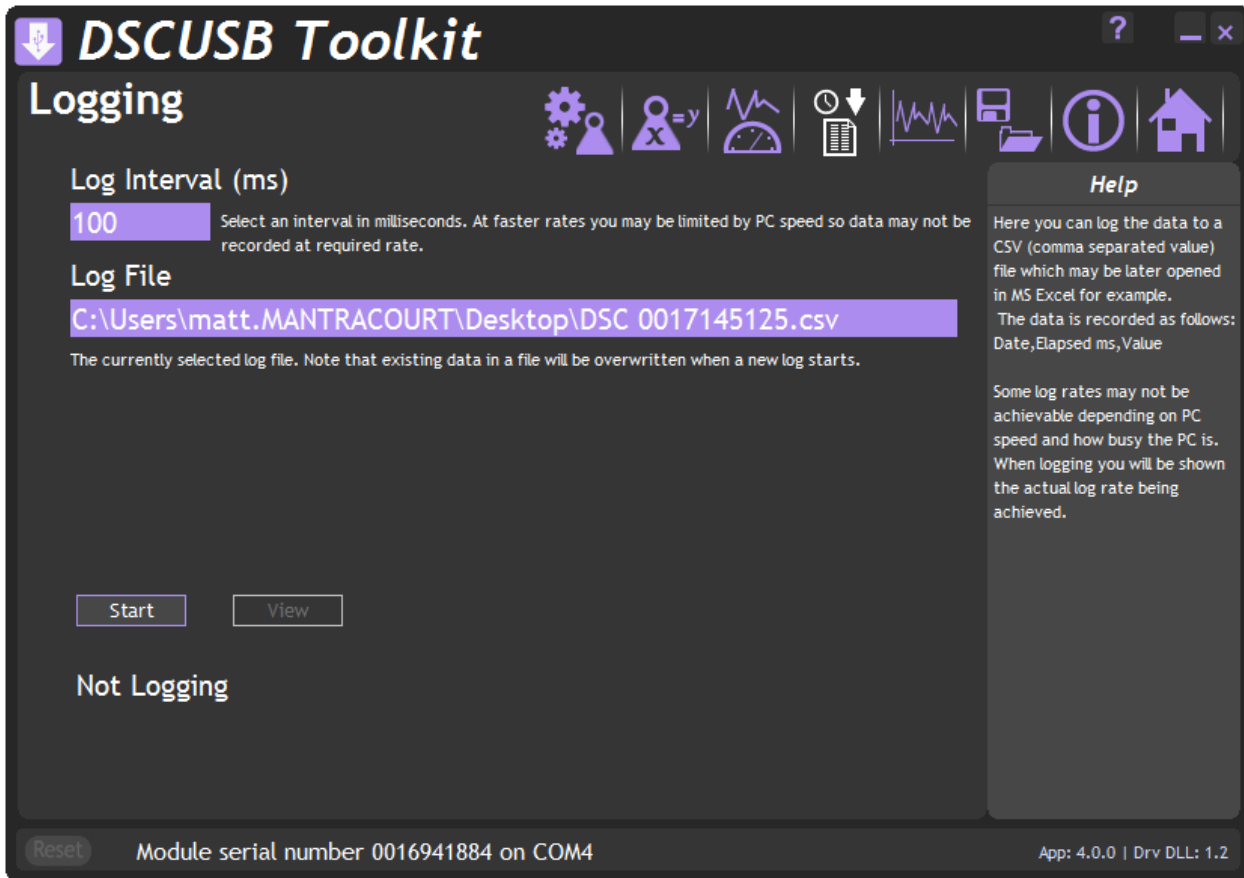 DSCUSB Toolkit
?
Logging
x=y
Log Interval (ms)
100
Select an interval in milliseconds. At faster rates you may be limited by PC speed so data may not be
recorded at required rate.
Log File
C:\Users\matt.MANTRACOURT\Desktop\DSC 0017145125.csv
The currently selected log file. Note that existing data in a file will be overwritten when a new log starts.
Start
View
Not Logging
Help
Here you can log the data to a
CSV (comma separated value)
file which may be later opened
in MS Excel for example.
The data is recorded as follows:
Date,Elapsed ms,Value
Some log rates may not be
achievable depending on PC
speed and how busy the PC is.
When logging you will be shown
the actual log rate being
achieved.
Reset
Module serial number 0016941884 on COM4
App: 4.0.0 | Drv DLL: 1.2